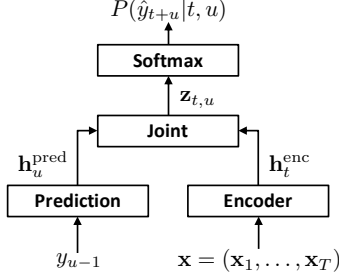 P(ŷ_{t+u}|t, u)
Softmax
z_{t,u}
Joint
h_u^{pred} h_t^{enc}
Prediction Encoder
y_{u−1} x = (x_1, . . . , x_T)